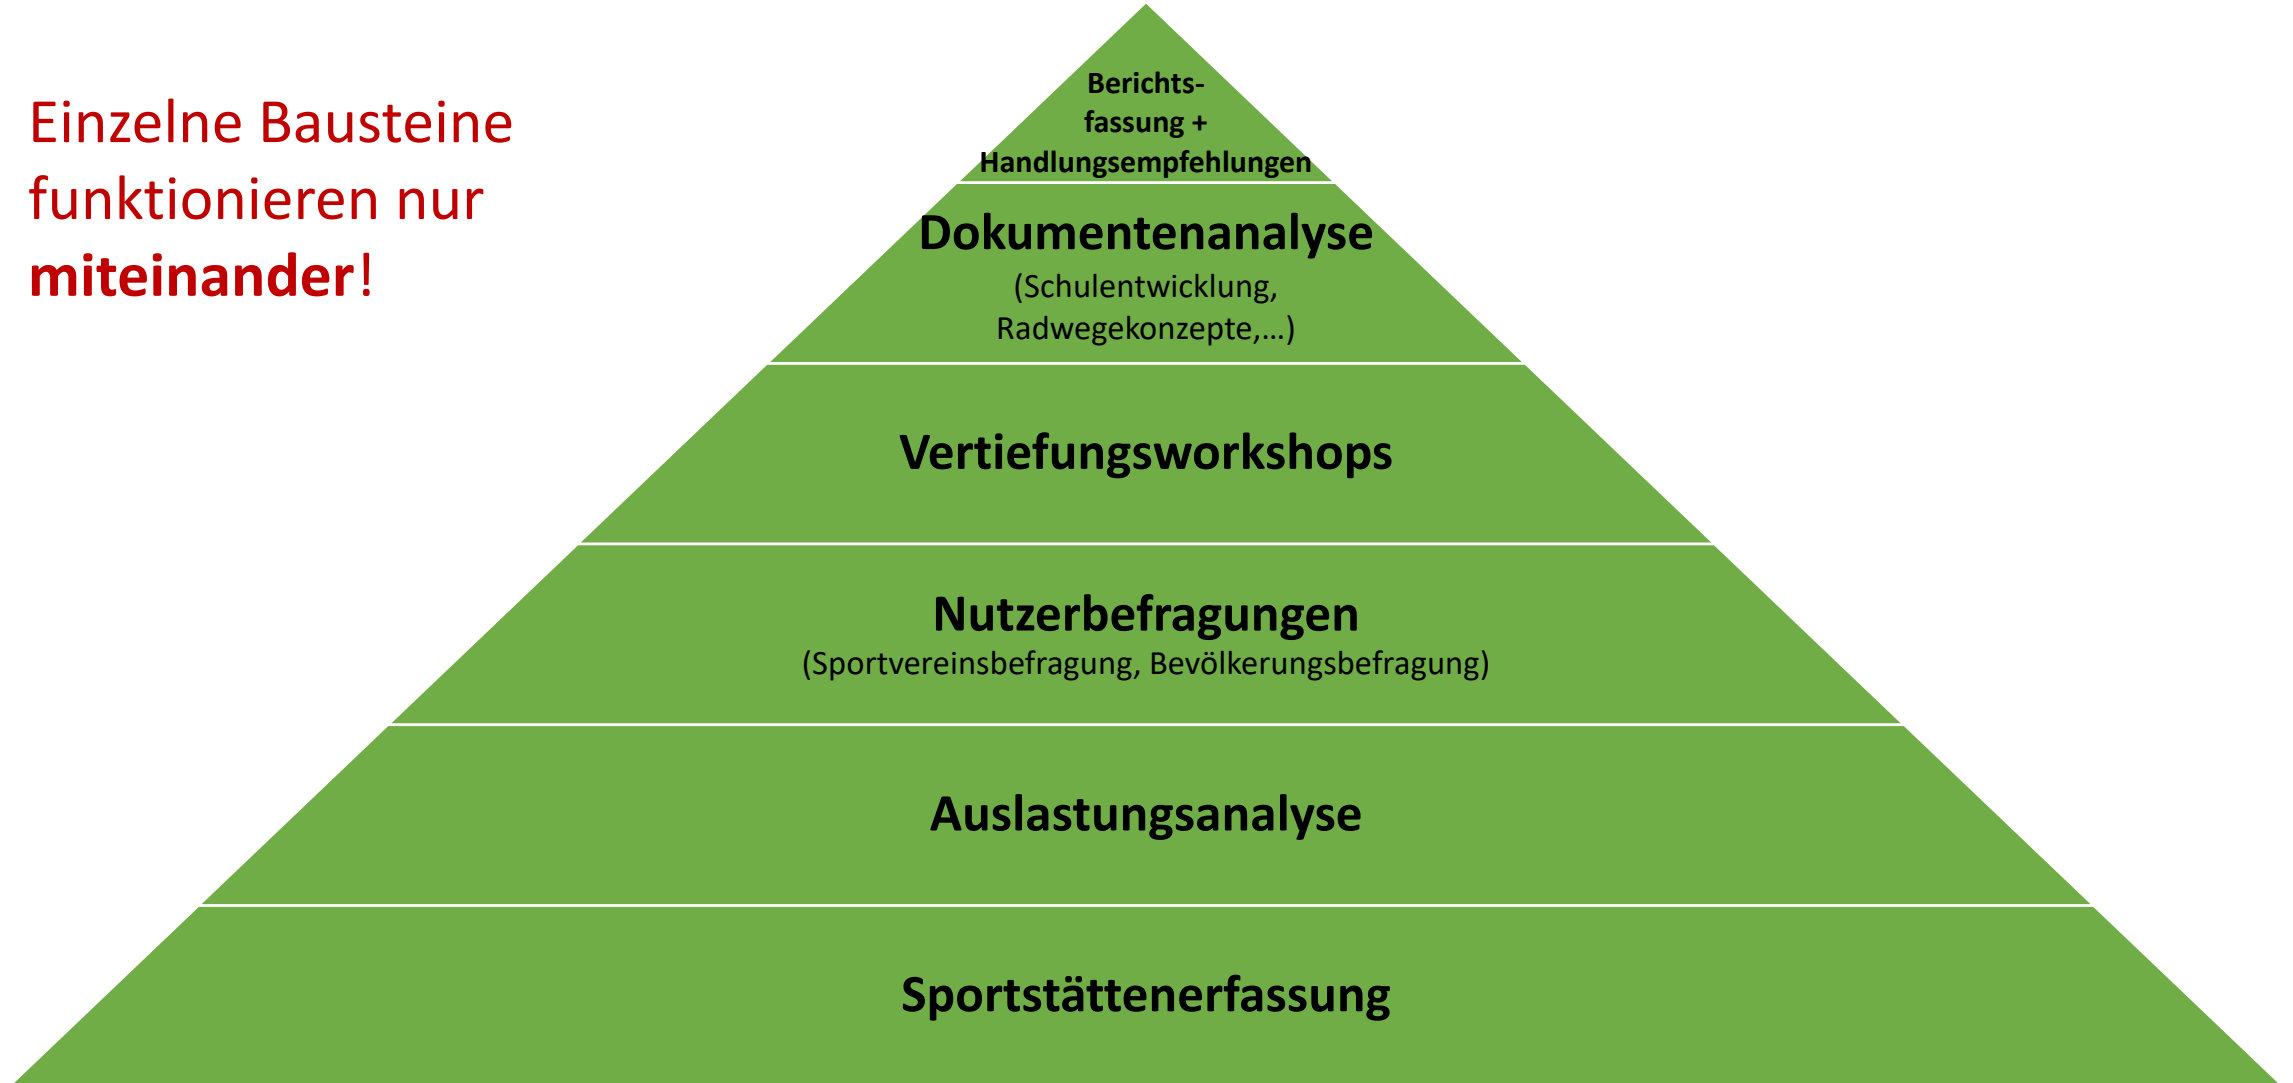 Einzelne Bausteine
funktionieren nur
miteinander!
Berichts-
fassung +
Handlungsempfehlungen
Dokumentenanalyse
(Schulentwicklung,
Radwegekonzepte,...)
Vertiefungsworkshops
Nutzerbefragungen
(Sportvereinsbefragung, Bevölkerungsbefragung)
Auslastungsanalyse
Sportstättenerfassung